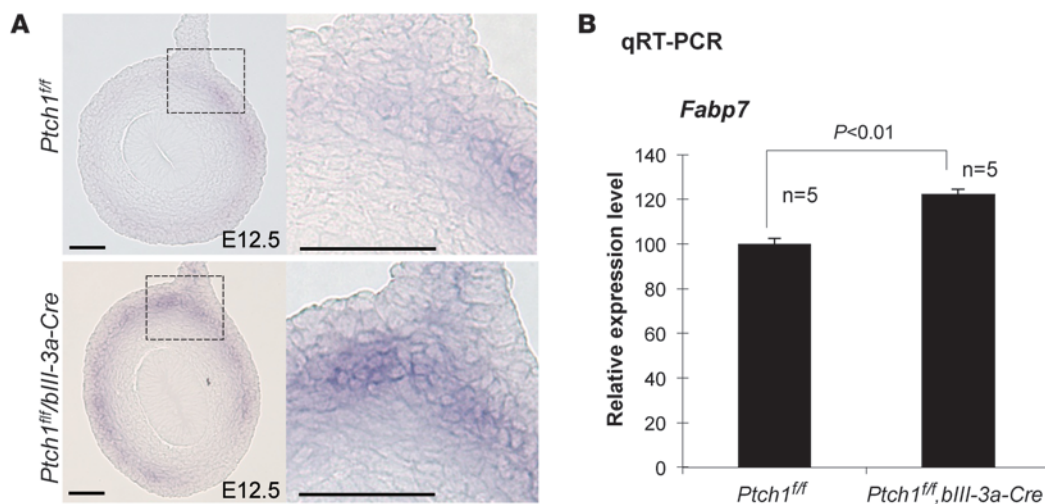 A
Ptch1f/f
E12.5
Ptch1f/f/bIII-3a-Cre
E12.5
B
qRT-PCR
Fabp7
P<0.01
n=5
n=5
Relative expression level
140
120
100
80
60
40
20
0
Ptch1f/f
Ptch1f/f,bIII-3a-Cre